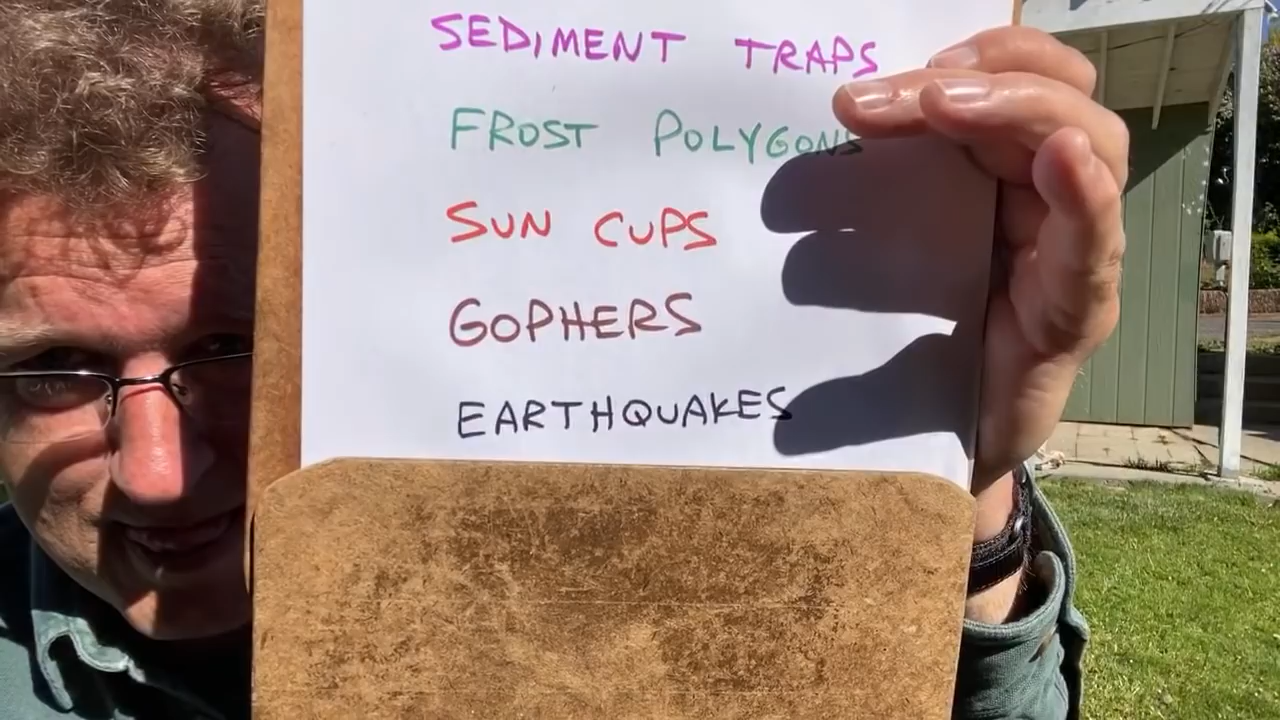 SEDIMENT TRAPS
FROST POLYGONS
SUN CUPS
GOPHERS
EARTHQUAKES